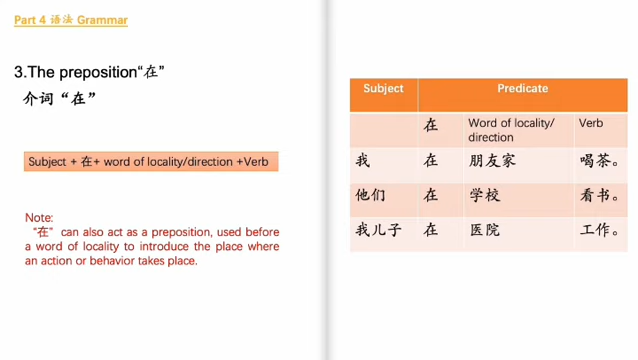 Part 4 语法 Grammar
3.The preposition“在”
介词“在”
Subject + 在+ word of locality/direction +Verb
Note:
“在” can also act as a preposition, used before
a word of locality to introduce the place where
an action or behavior takes place.
Subject Predicate
在 Word of locality/ Verb
direction
我 在 朋友家 喝茶。
他们 在 学校 看书。
我儿子 在 医院 工作。